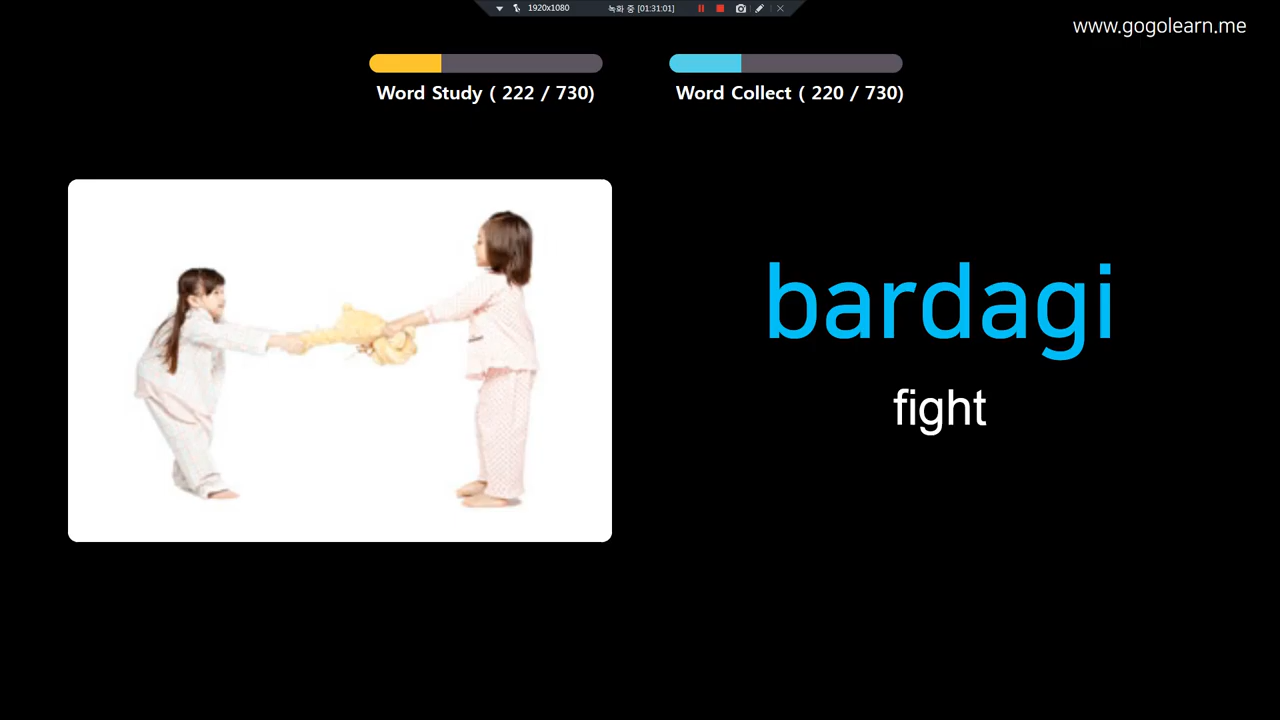 1920x1080
녹화 중 [01:31:01]
www.gogolearn.me
Word Study ( 222 / 730)
Word Collect ( 220 / 730)
bardagi
fight